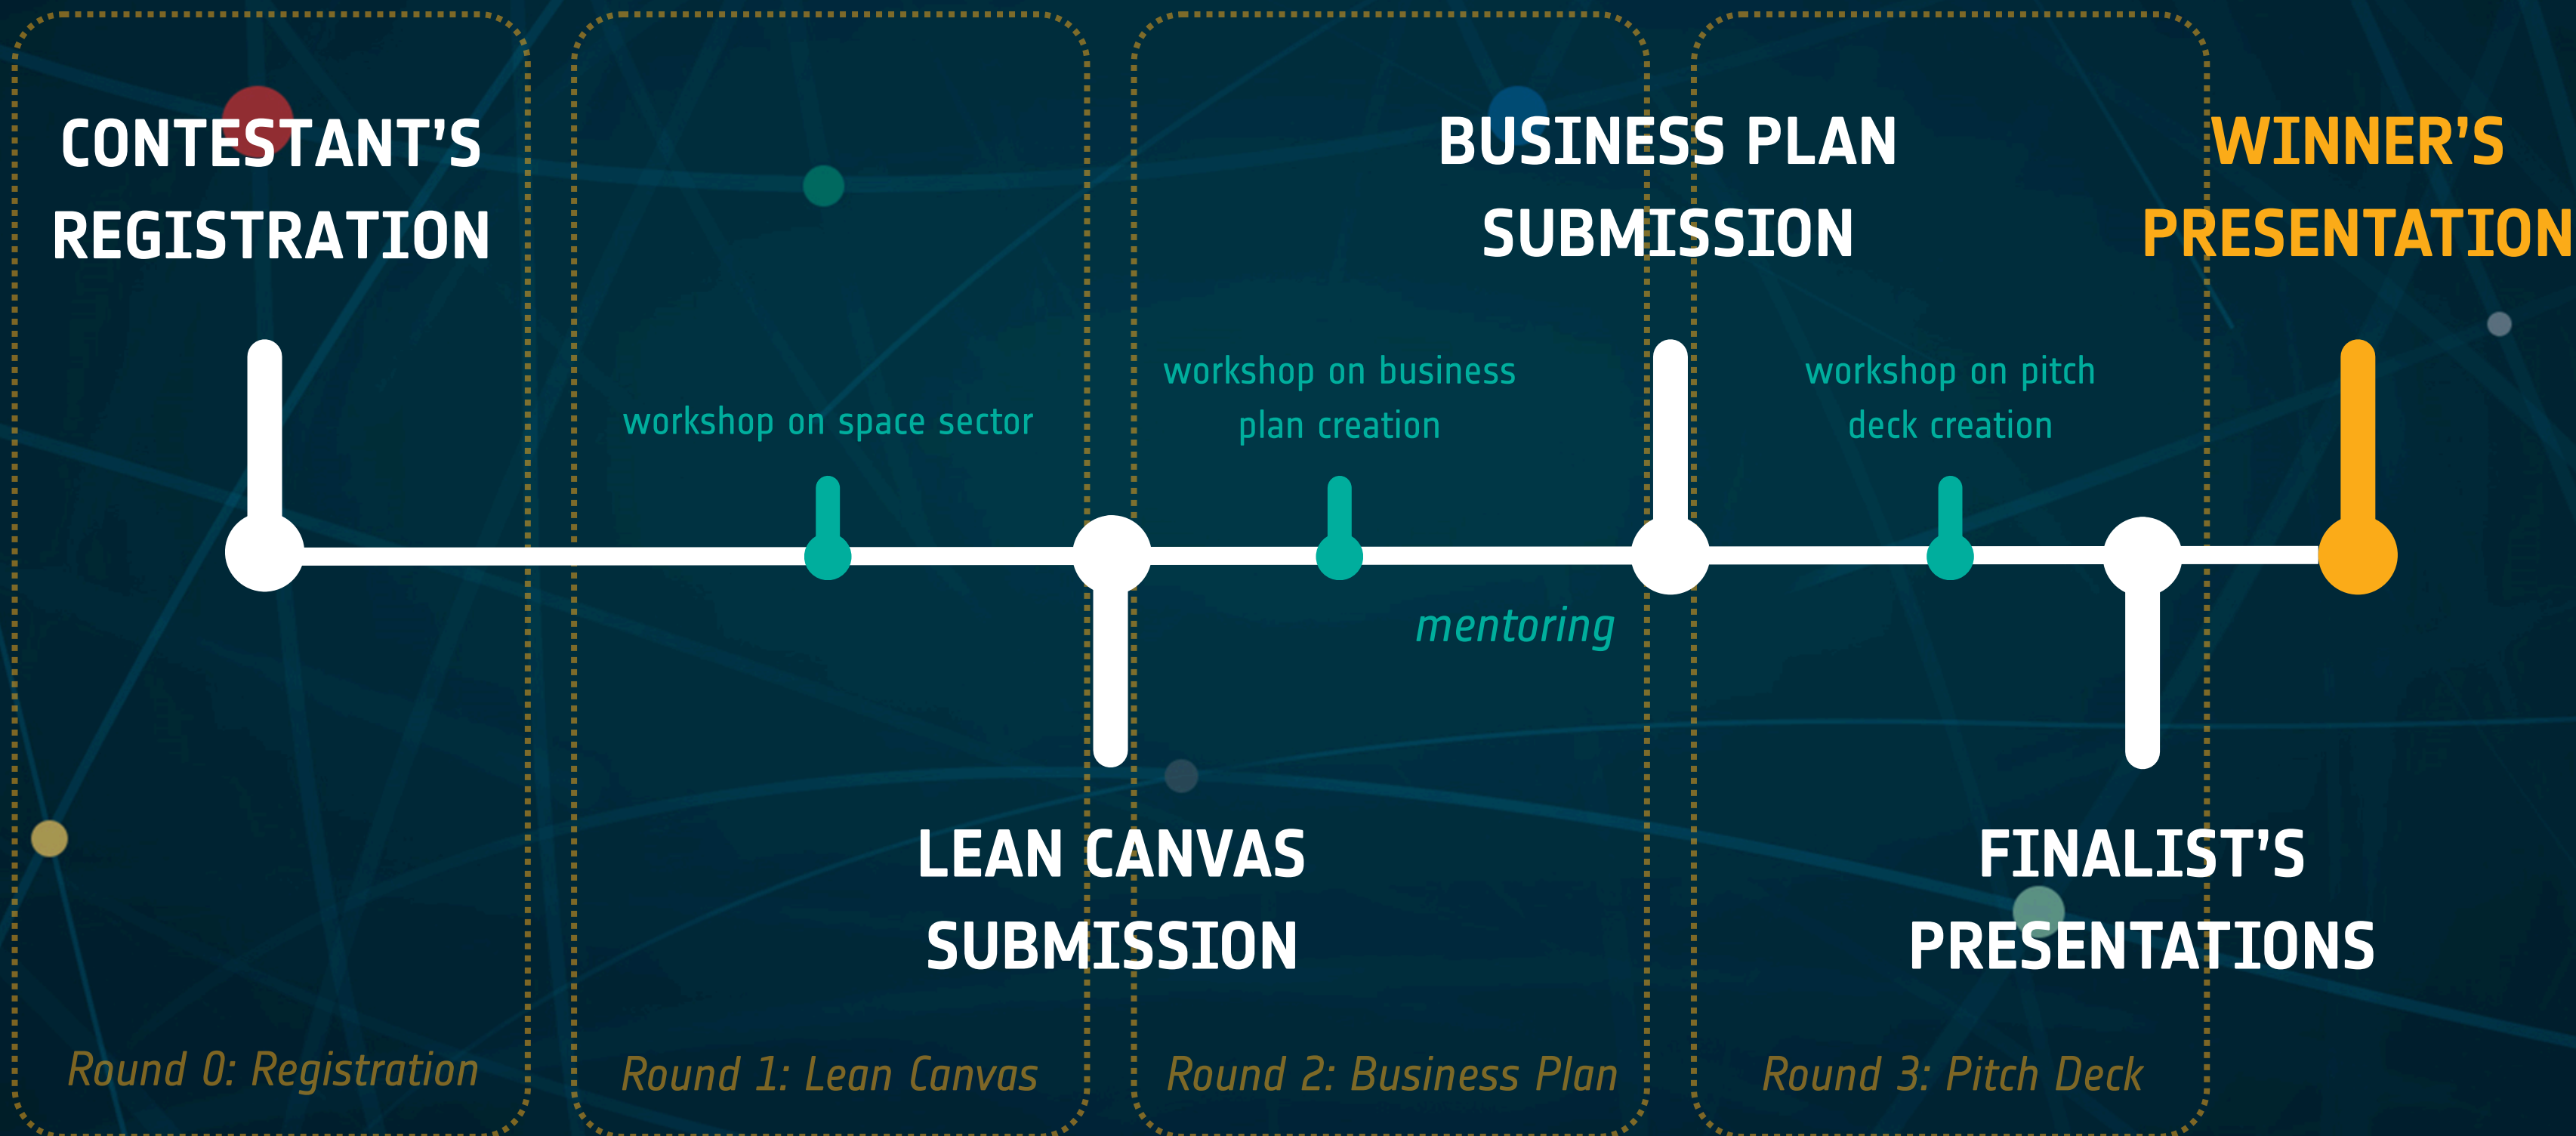 CONTESTANT’S
REGISTRATION
BUSINESS PLAN
SUBMISSION
WINNER’S
PRESENTATION
workshop on space sector
workshop on business
plan creation
workshop on pitch
deck creation
mentoring
LEAN CANVAS
SUBMISSION
FINALIST’S
PRESENTATIONS
Round 0: Registration
Round 1: Lean Canvas
Round 2: Business Plan
Round 3: Pitch Deck